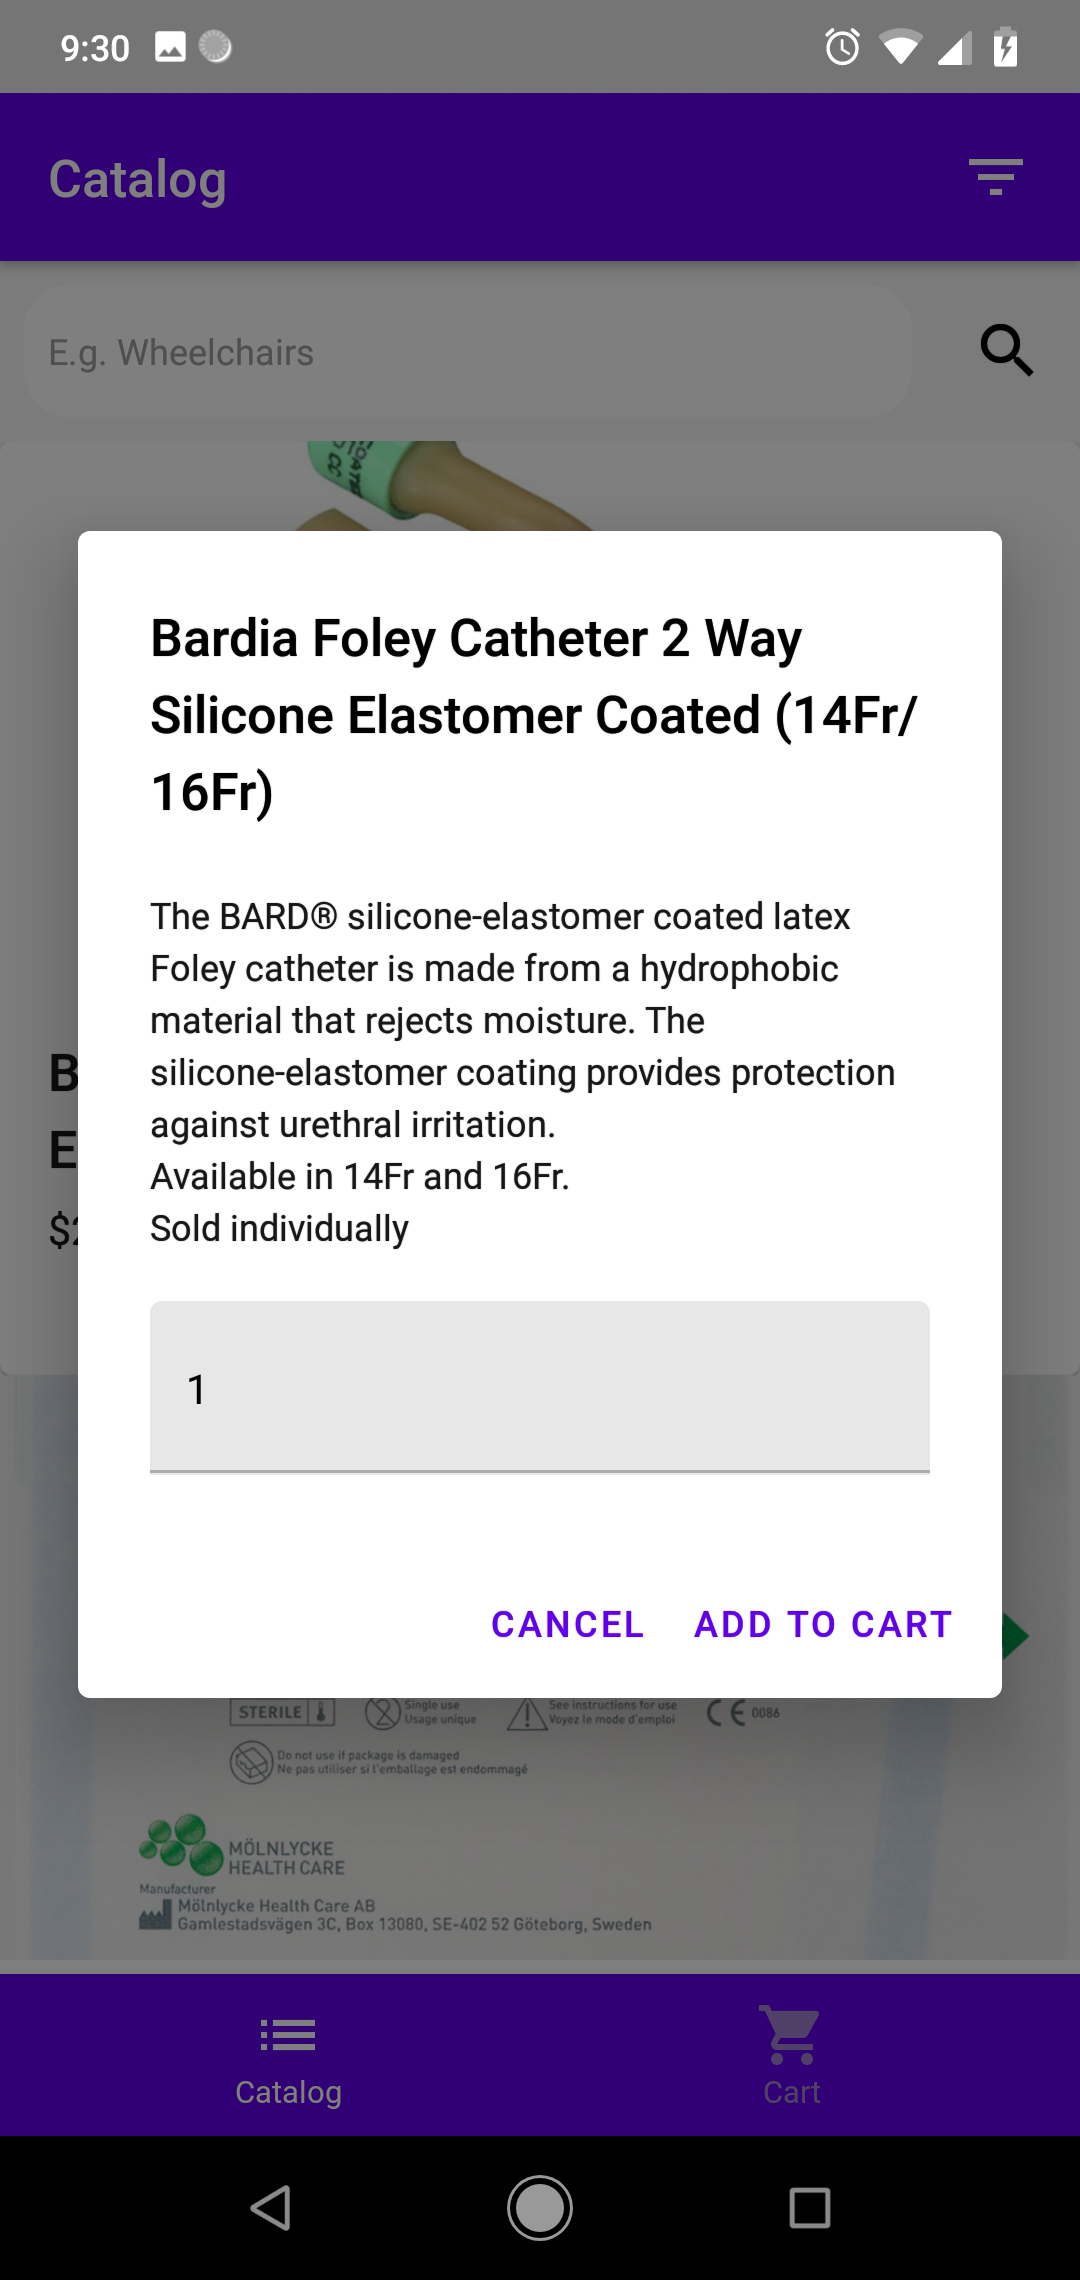 9:30
Catalog
E.g. Wheelchairs
Bardia Foley Catheter 2 Way
Silicone Elastomer Coated (14Fr/
16Fr)
The BARD® silicone-elastomer coated latex
Foley catheter is made from a hydrophobic
material that rejects moisture. The
silicone-elastomer coating provides protection
against urethral irritation.
Available in 14Fr and 16Fr.
Sold individually
1
CANCEL ADD TO CART
STERILE
Single use
Usage unique
See instructions for use
Voyez le mode d'emploi
CE 0086
Do not use if package is damaged
Ne pas utiliser si l'emballage est endommagé
MÖLNLYCKE
HEALTH CARE
Manufacturer
Mölnlycke Health Care AB
Gamlestadsvägen 3C, Box 13080, SE-402 52 Göteborg, Sweden
Catalog
Cart